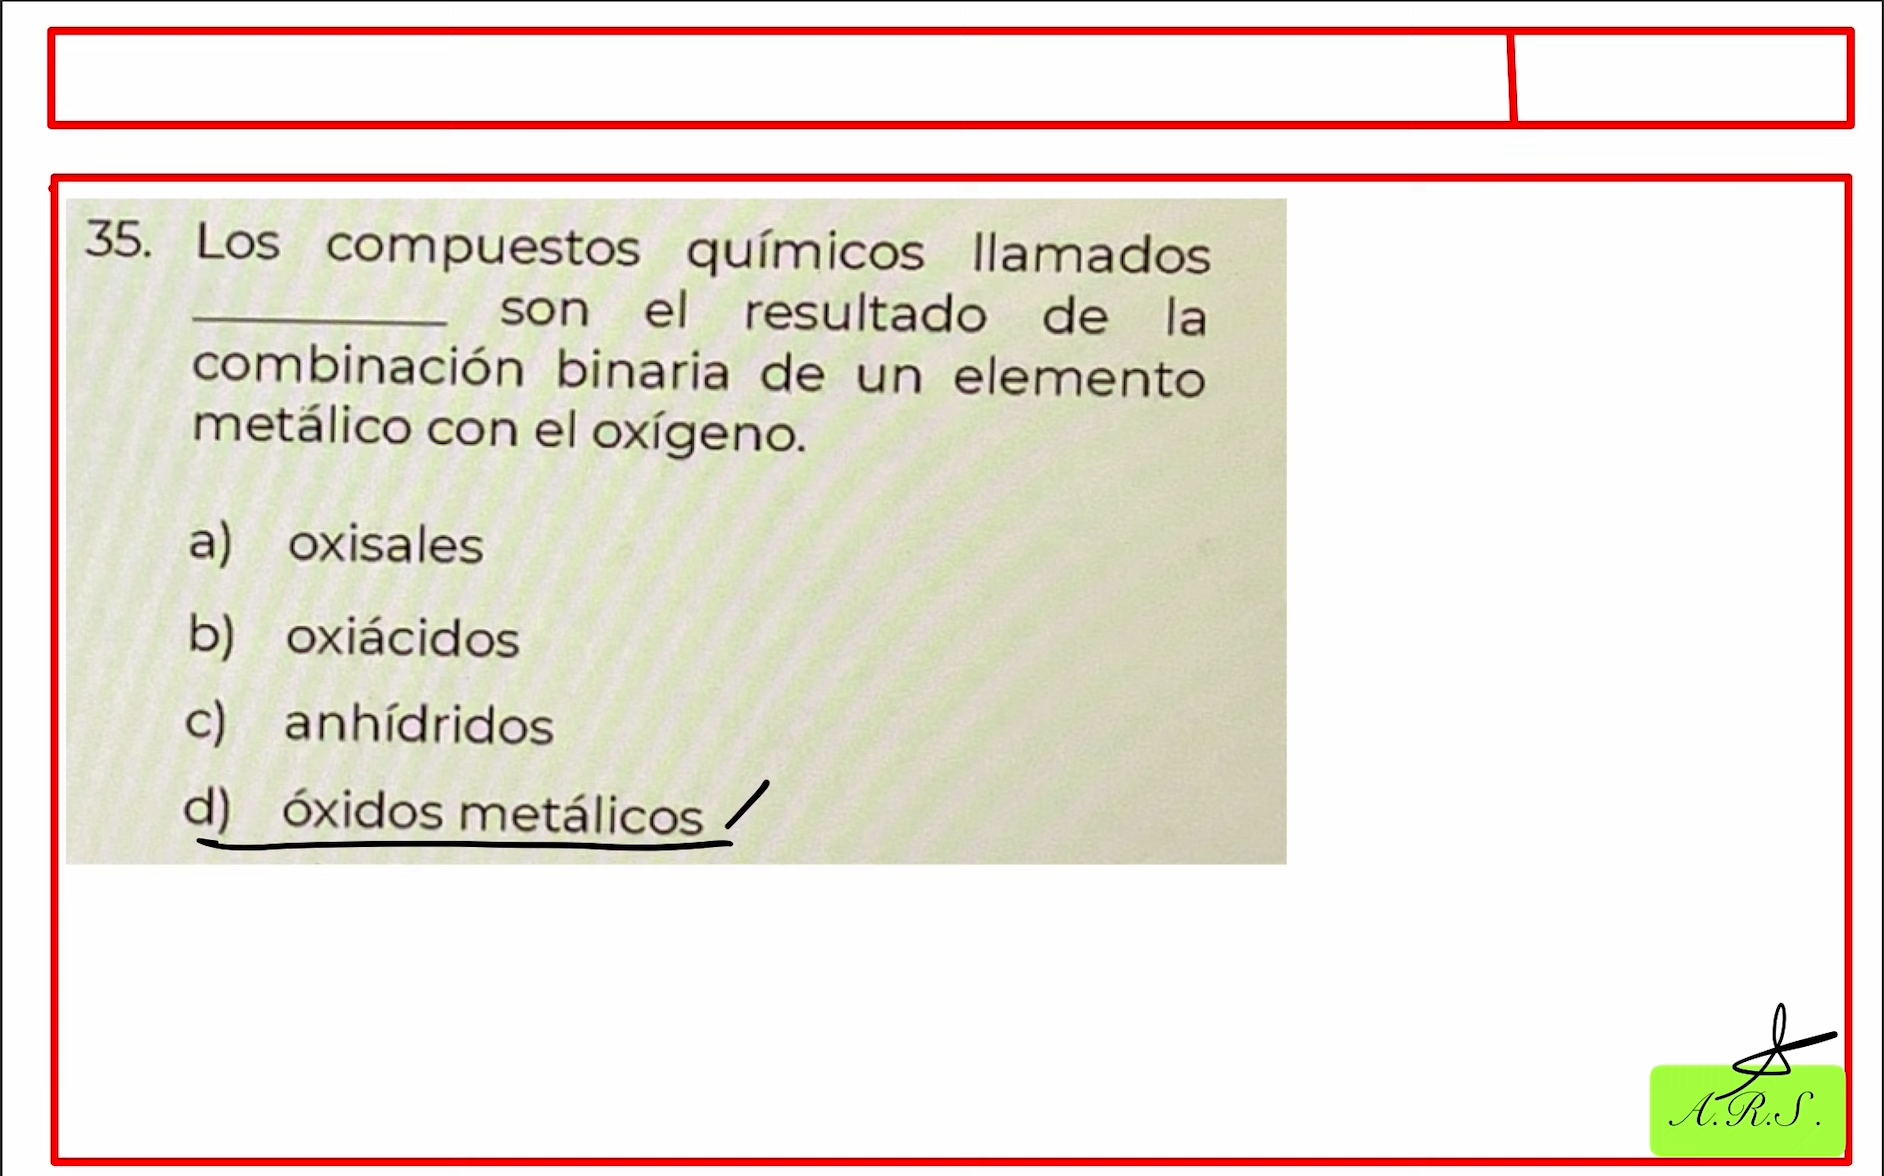 35. Los compuestos químicos llamados
__________ son el resultado de la
combinación binaria de un elemento
metálico con el oxígeno.
a) oxisales
b) oxiácidos
c) anhídridos
d) óxidos metálicos
A.R.S.